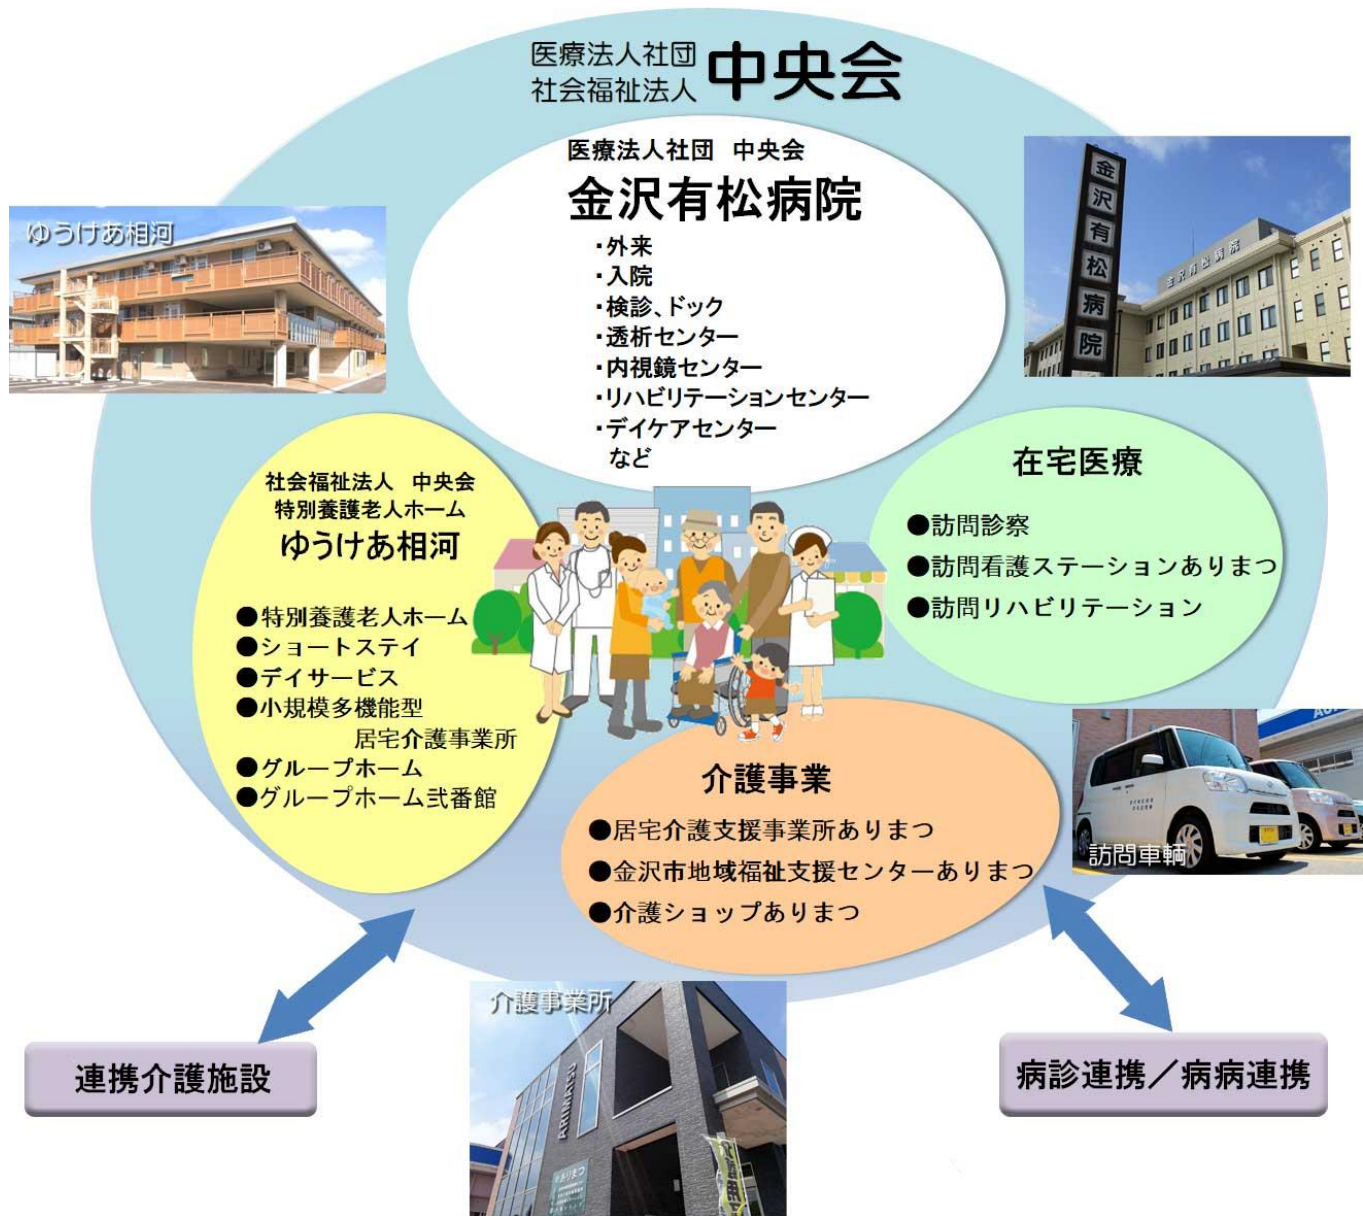 医療法人社団
社会福祉法人
中央会
医療法人社団 中央会
金沢有松病院
・外来
・入院
・検診、ドック
・透析センター
・内視鏡センター
・リハビリテーションセンター
・デイケアセンター
など
ゆうけあ相河
金沢有松病院
金沢有松病院
社会福祉法人 中央会
特別養護老人ホーム
ゆうけあ相河
●特別養護老人ホーム
●ショートステイ
●デイサービス
●小規模多機能型
居宅介護事業所
●グループホーム
●グループホーム弐番館
在宅医療
●訪問診察
●訪問看護ステーションありまつ
●訪問リハビリテーション
訪問車輌
介護事業
●居宅介護支援事業所ありまつ
●金沢市地域福祉支援センターありまつ
●介護ショップありまつ
介護事業所
ARIMATSU
ありまつ
連携介護施設
病診連携／病病連携